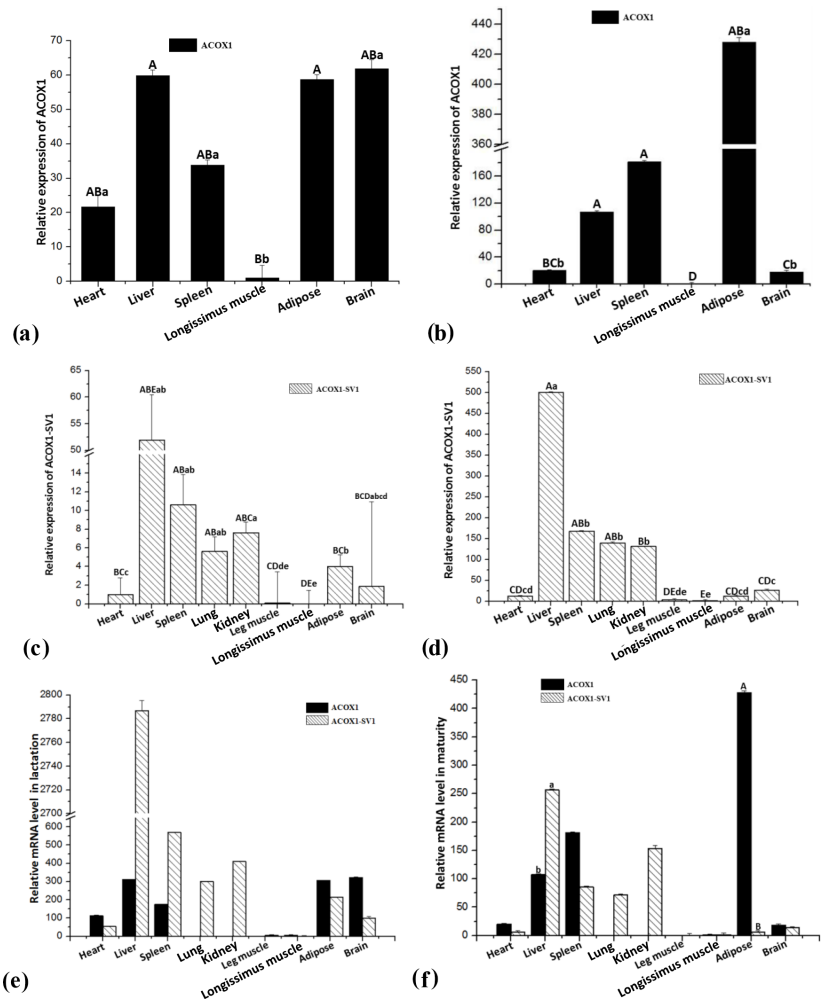 ACOX1
Relative expression of ACOX1
70
60
50
40
30
20
10
0
ABa
A
ABa
Bb
A
ABa
Heart
Liver
Spleen
Longissimus muscle
Adipose
Brain
(a)
ACOX1
Relative expression of ACOX1
440
420
400
380
360
160
120
80
40
0
BCb
A
A
D
ABa
Cb
Heart
Liver
Spleen
Longissimus muscle
Adipose
Brain
(b)
ACOX1-SV1
Relative expression of ACOX1-SV1
65
60
55
50
14
12
10
8
6
4
2
0
BCc
ABEab
ABab
ABab
ABCa
CDde
DEe
BCb
BCDabcd
Heart
Liver
Spleen
Lung
Kidney
Leg muscle
Longissimus muscle
Adipose
Brain
(c)
ACOX1-SV1
Relative expression of ACOX1-SV1
550
500
450
400
350
300
250
200
150
100
50
0
CDcd
Aa
ABb
ABb
Bb
DEde
Ee
CDcd
CDc
Heart
Liver
Spleen
Lung
Kidney
Leg muscle
Longissimus muscle
Adipose
Brain
(d)
ACOX1
ACOX1-SV1
Relative mRNA level in lactation
2800
2780
2760
2740
2720
2700
600
500
400
300
200
100
0
Heart
Liver
Spleen
Lung
Kidney
Leg muscle
Longissimus muscle
Adipose
Brain
(e)
ACOX1
ACOX1-SV1
Relative mRNA level in maturity
450
400
350
300
250
200
150
100
50
0
b
a
A
B
Heart
Liver
Spleen
Lung
Kidney
Leg muscle
Longissimus muscle
Adipose
Brain
(f)